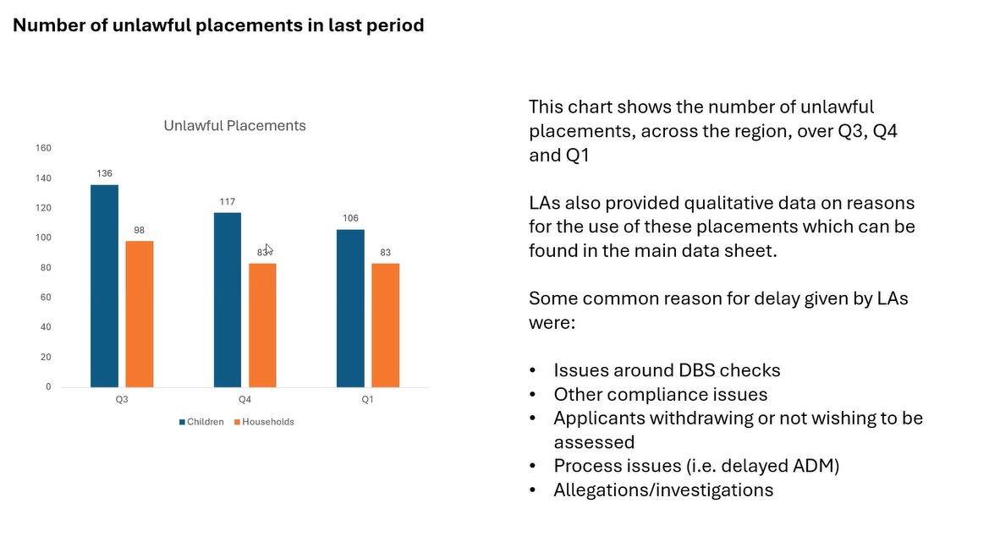 Number of unlawful placements in last period
Unlawful Placements
160
140
120
100
80
60
40
20
0
136
98
117
83
106
83
Q3
Q4
Q1
Children
Households
This chart shows the number of unlawful
placements, across the region, over Q3, Q4
and Q1
LAs also provided qualitative data on reasons
for the use of these placements which can be
found in the main data sheet.
Some common reason for delay given by LAs
were:
• Issues around DBS checks
• Other compliance issues
• Applicants withdrawing or not wishing to be
assessed
• Process issues (i.e. delayed ADM)
• Allegations/investigations